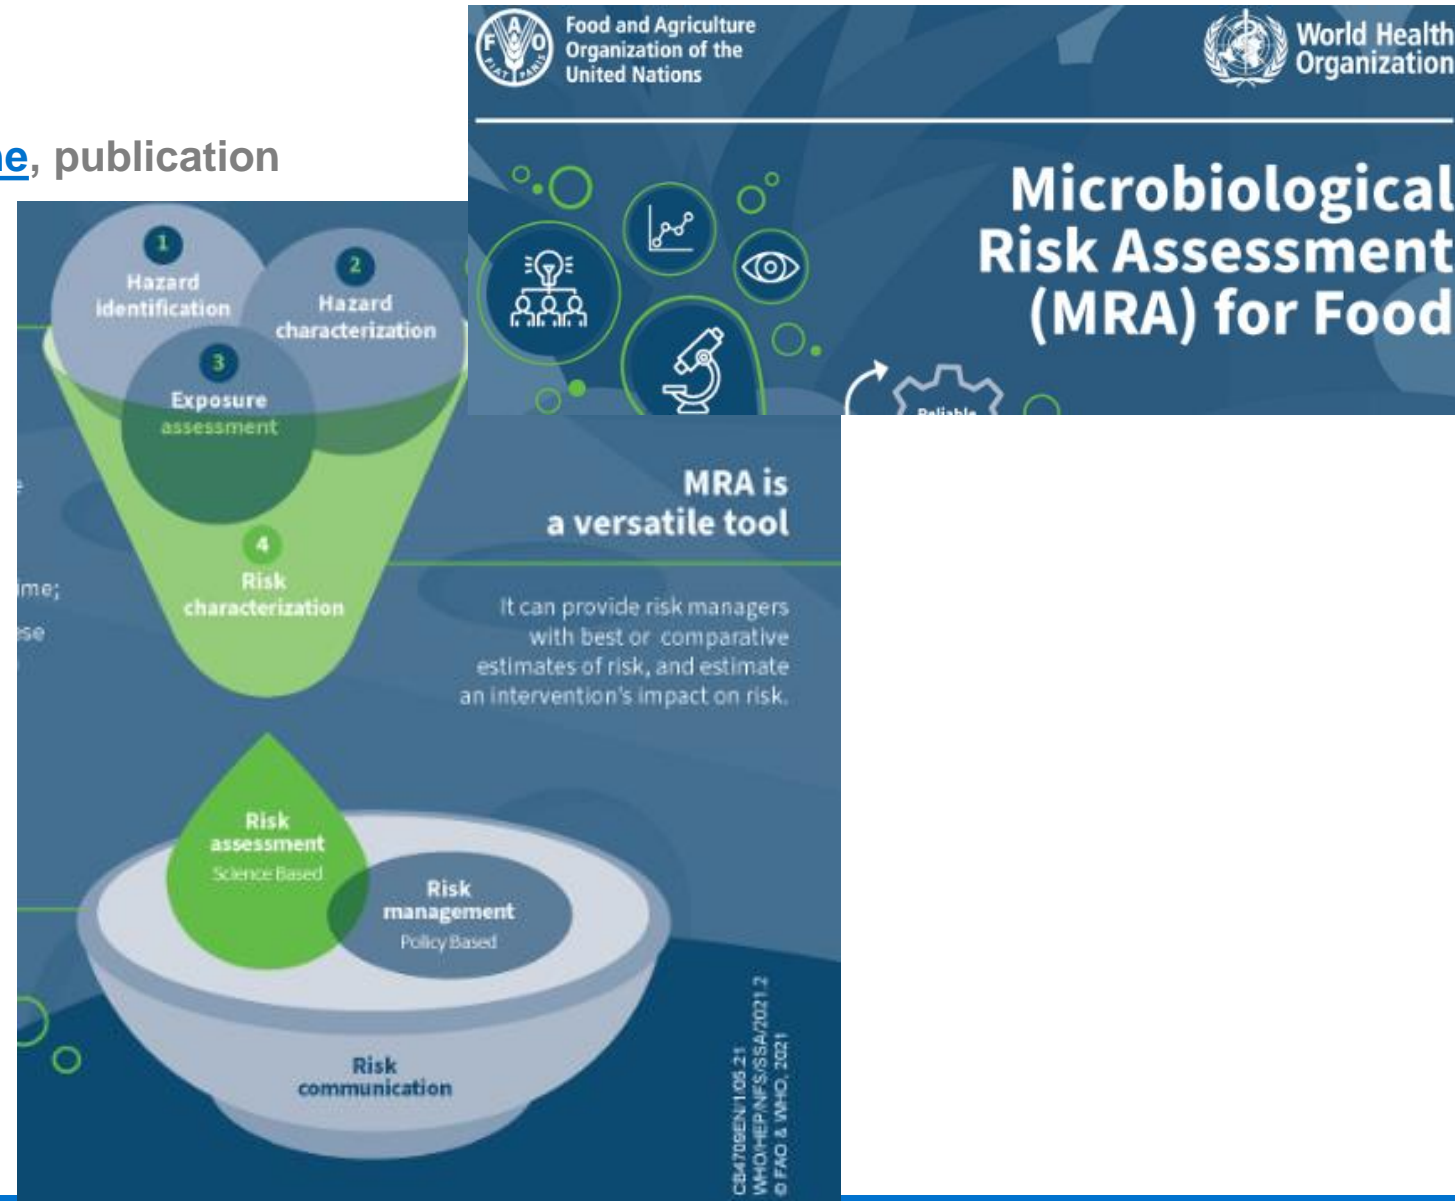 ne, publication
Food and Agriculture
Organization of the
United Nations
World Health
Organization
Microbiological
Risk Assessment
(MRA) for Food
Reliable
1
Hazard
identification
2
Hazard
characterization
3
Exposure
assessment
4
Risk
characterization
ime;
ese
MRA is
a versatile tool
It can provide risk managers
with best or comparative
estimates of risk, and estimate
an intervention's impact on risk.
Risk
assessment
Science Based
Risk
management
Policy Based
Risk
communication
CB4709EN/1/05.21
WHO/HEP/NFS/SSA/2021.2
© FAO & WHO, 2021